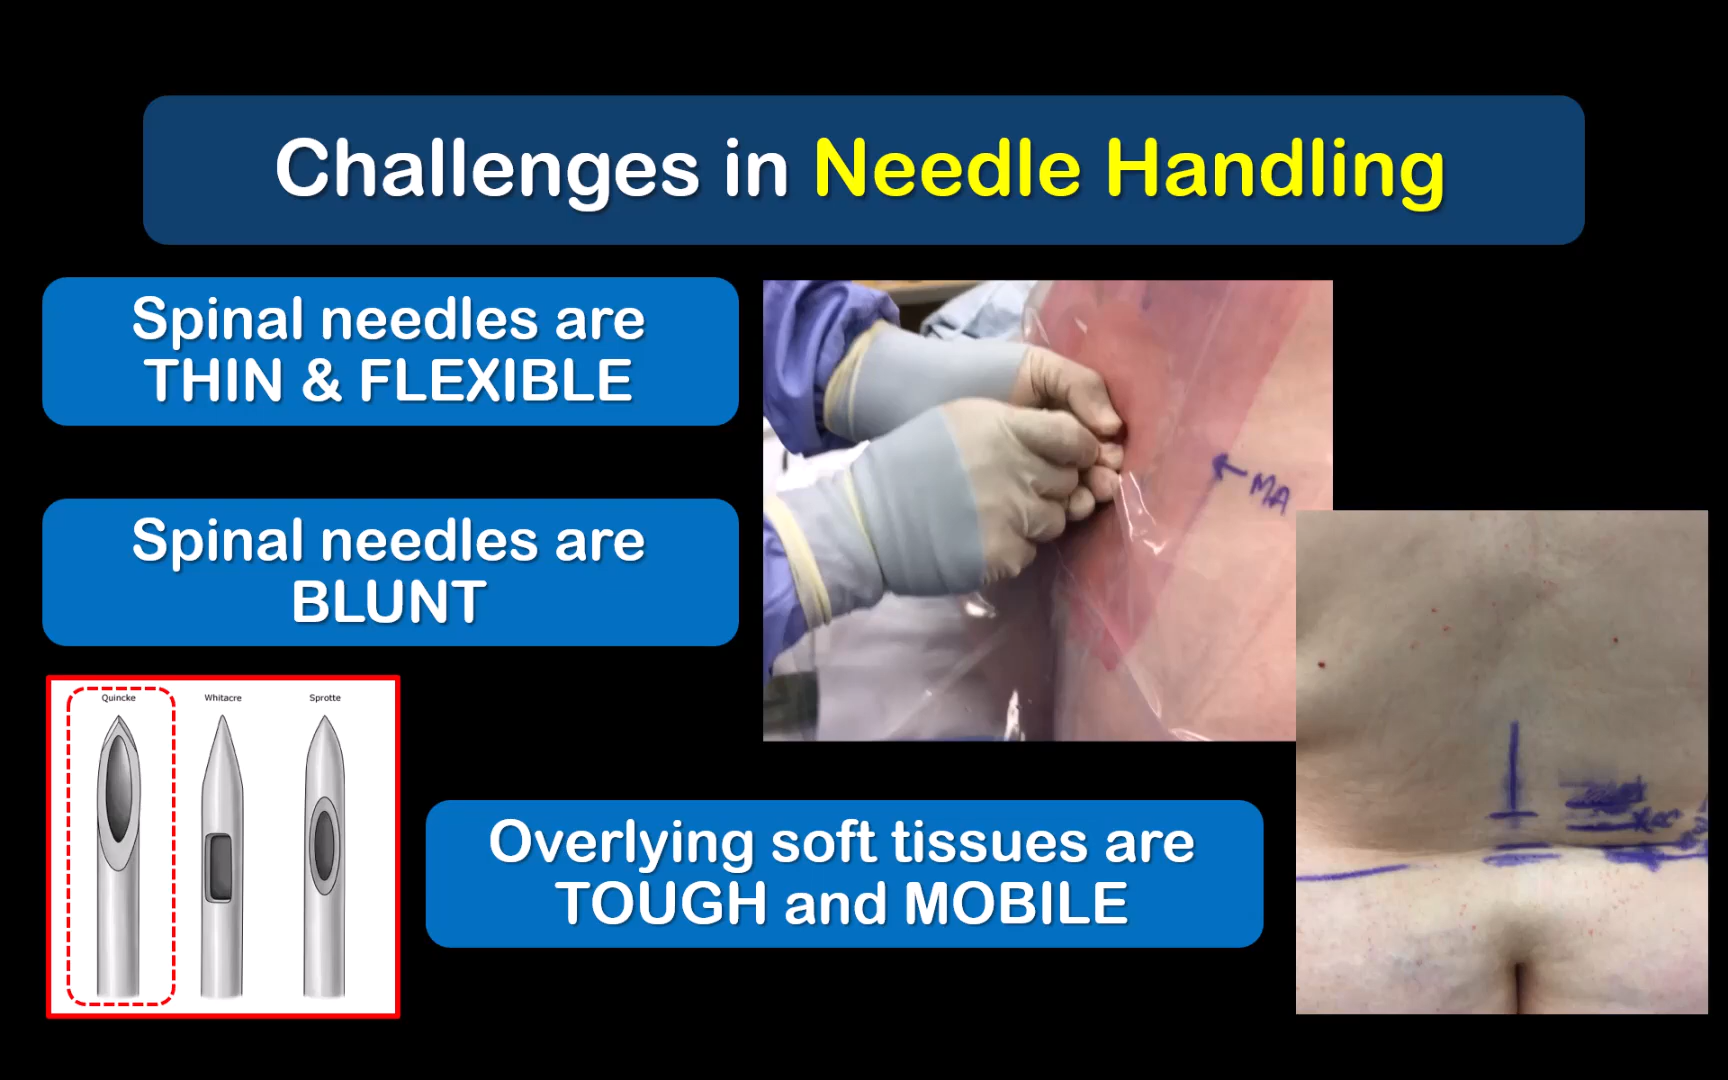 Challenges in Needle Handling
Spinal needles are
THIN & FLEXIBLE
Spinal needles are
BLUNT
MA
Quincke
Whitacre
Sprotte
Overlying soft tissues are
TOUGH and MOBILE